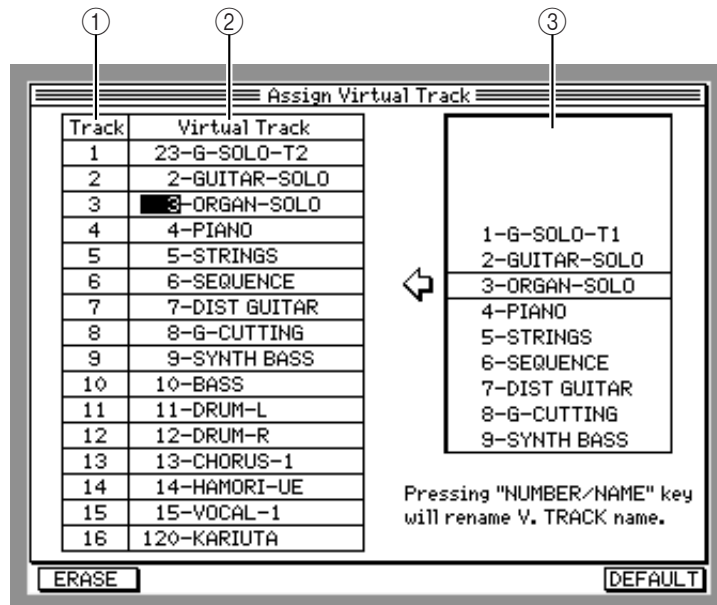 ① ② ③
Assign Virtual Track
Track Virtual Track
1 23-G-SOLO-T2
2 2-GUITAR-SOLO
3 3-ORGAN-SOLO
4 4-PIANO
5 5-STRINGS
6 6-SEQUENCE
7 7-DIST GUITAR
8 8-G-CUTTING
9 9-SYNTH BASS
10 10-BASS
11 11-DRUM-L
12 12-DRUM-R
13 13-CHORUS-1
14 14-HAMORI-UE
15 15-VOCAL-1
16 120-KARIUTA
1-G-SOLO-T1
2-GUITAR-SOLO
3-ORGAN-SOLO
4-PIANO
5-STRINGS
6-SEQUENCE
7-DIST GUITAR
8-G-CUTTING
9-SYNTH BASS
Pressing "NUMBER/NAME" key
will rename V. TRACK name.
ERASE DEFAULT